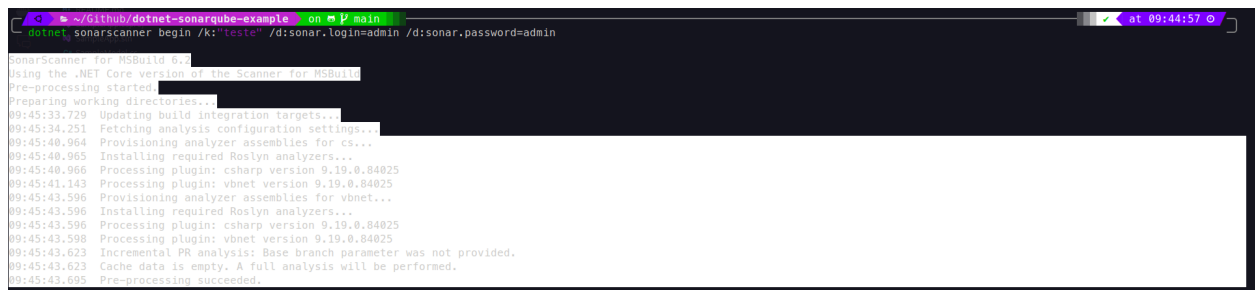 ~/Github/dotnet-sonarqube-example on main at 09:44:57
dotnet sonarscanner begin /k:"teste" /d:sonar.login=admin /d:sonar.password=admin
SonarScanner for MSBuild 6.2
Using the .NET Core version of the Scanner for MSBuild
Pre-processing started.
Preparing working directories...
09:45:33.729  Updating build integration targets...
09:45:34.251  Fetching analysis configuration settings...
09:45:40.964  Provisioning analyzer assemblies for cs...
09:45:40.965  Installing required Roslyn analyzers...
09:45:40.966  Processing plugin: csharp version 9.19.0.84025
09:45:41.143  Processing plugin: vbnet version 9.19.0.84025
09:45:43.596  Provisioning analyzer assemblies for vbnet...
09:45:43.596  Installing required Roslyn analyzers...
09:45:43.596  Processing plugin: csharp version 9.19.0.84025
09:45:43.598  Processing plugin: vbnet version 9.19.0.84025
09:45:43.623  Incremental PR analysis: Base branch parameter was not provided.
09:45:43.623  Cache data is empty. A full analysis will be performed.
09:45:43.695  Pre-processing succeeded.